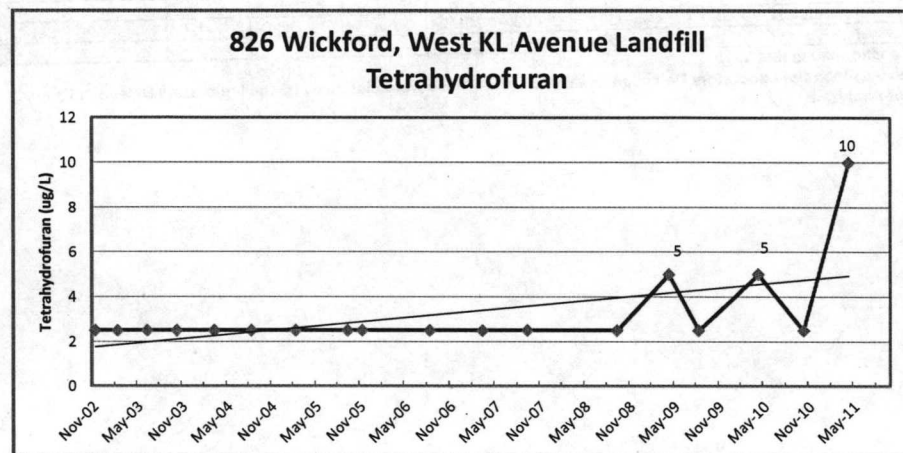 826 Wickford, West KL Avenue Landfill
Tetrahydrofuran
Tetrahydrofuran (ug/L)
12
10
8
6
4
2
0
5
5
10
Nov-02
May-03
Nov-03
May-04
Nov-04
May-05
Nov-05
May-06
Nov-06
May-07
Nov-07
May-08
Nov-08
May-09
Nov-09
May-10
Nov-10
May-11